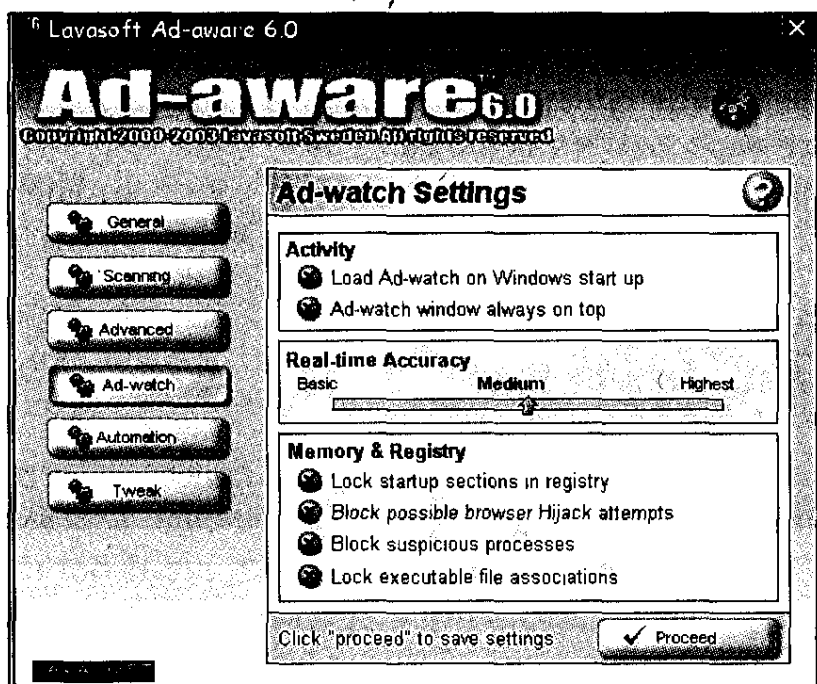 Lavasoft Ad-aware 6.0
Ad-aware 6.0
Copyright 2000-2003 Lavasoft Sweden All rights reserved
General
Scanning
Advanced
Ad-watch
Automation
Tweak
Ad-watch Settings
Activity
Load Ad-watch on Windows start up
Ad-watch window always on top
Real-time Accuracy
Basic Medium Highest
Memory & Registry
Lock startup sections in registry
Block possible browser Hijack attempts
Block suspicious processes
Lock executable file associations
Click "proceed" to save settings
Proceed